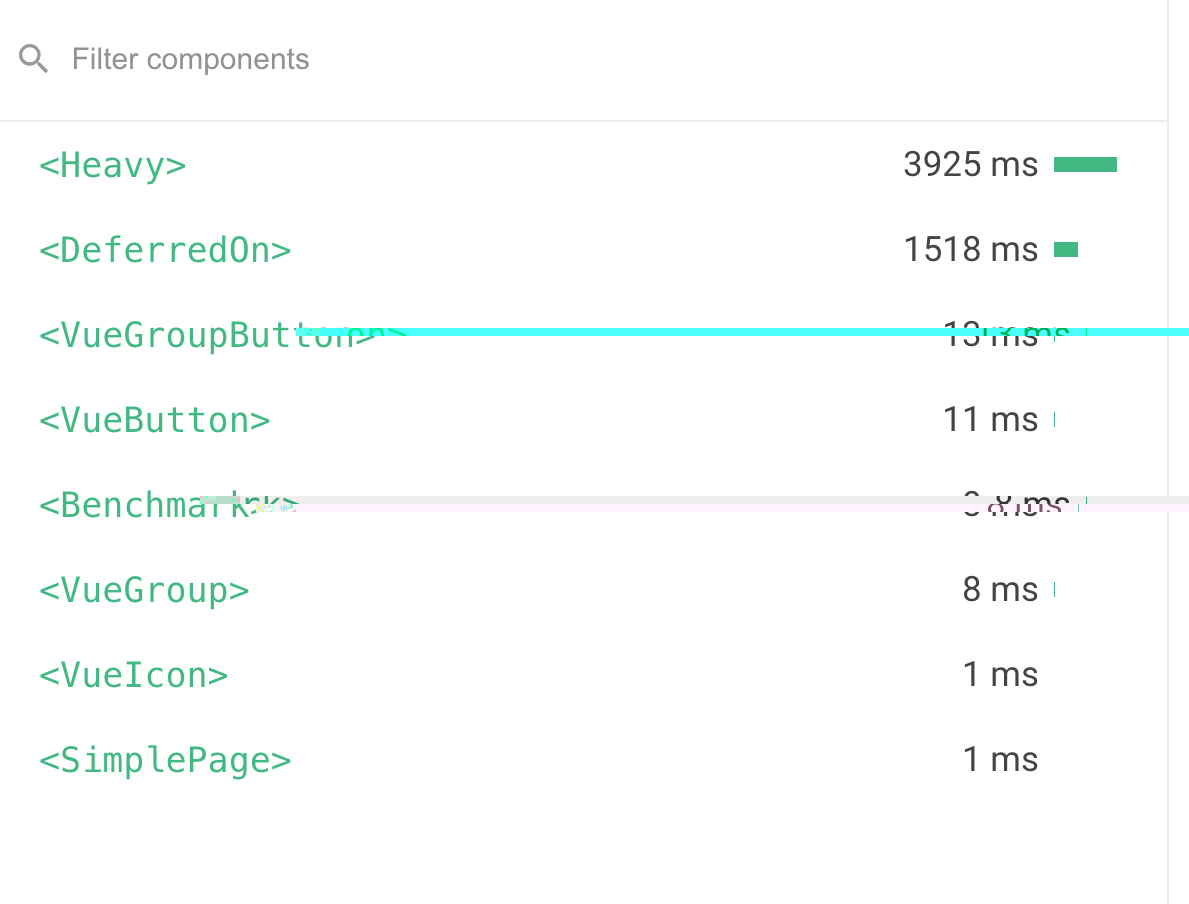 Filter components
<Heavy> 3925 ms
<DeferredOn> 1518 ms
<VueGroupButton> 13 ms
<VueButton> 11 ms
<Benchmark> 8 ms
<VueGroup> 8 ms
<VueIcon> 1 ms
<SimplePage> 1 ms